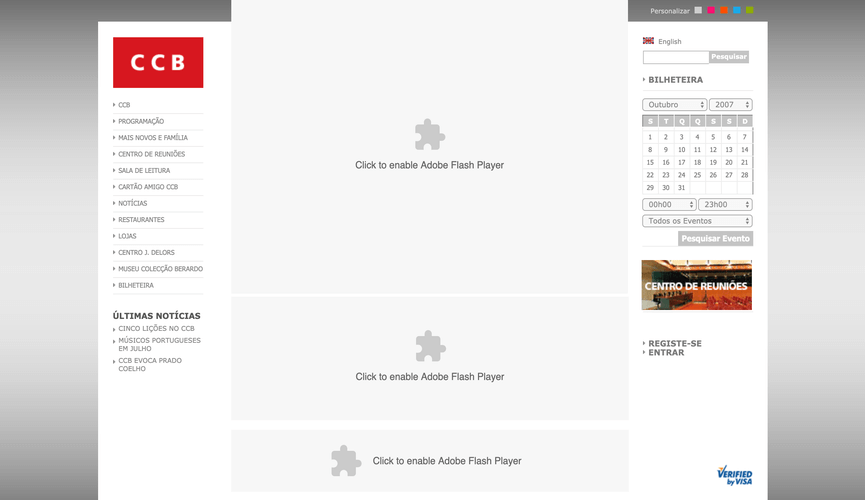 CCB
CCB
PROGRAMAÇÃO
MAIS NOVOS E FAMÍLIA
CENTRO DE REUNIÕES
SALA DE LEITURA
CARTÃO AMIGO CCB
NOTÍCIAS
RESTAURANTES
LOJAS
CENTRO J. DELORS
MUSEU COLECÇÃO BERARDO
BILHETEIRA
ÚLTIMAS NOTÍCIAS
CINCO LIÇÕES NO CCB
MÚSICOS PORTUGUESES
EM JULHO
CCB EVOCA PRADO
COELHO
Click to enable Adobe Flash Player
Click to enable Adobe Flash Player
Click to enable Adobe Flash Player
Personalizar
English
Pesquisar
BILHETEIRA
Outubro 2007
S T Q Q S S D
1 2 3 4 5 6 7
8 9 10 11 12 13 14
15 16 17 18 19 20 21
22 23 24 25 26 27 28
29 30 31
00h00 23h00
Todos os Eventos
Pesquisar Evento
CENTRO DE REUNIÕES
REGISTE-SE
ENTRAR
VERIFIED
by VISA